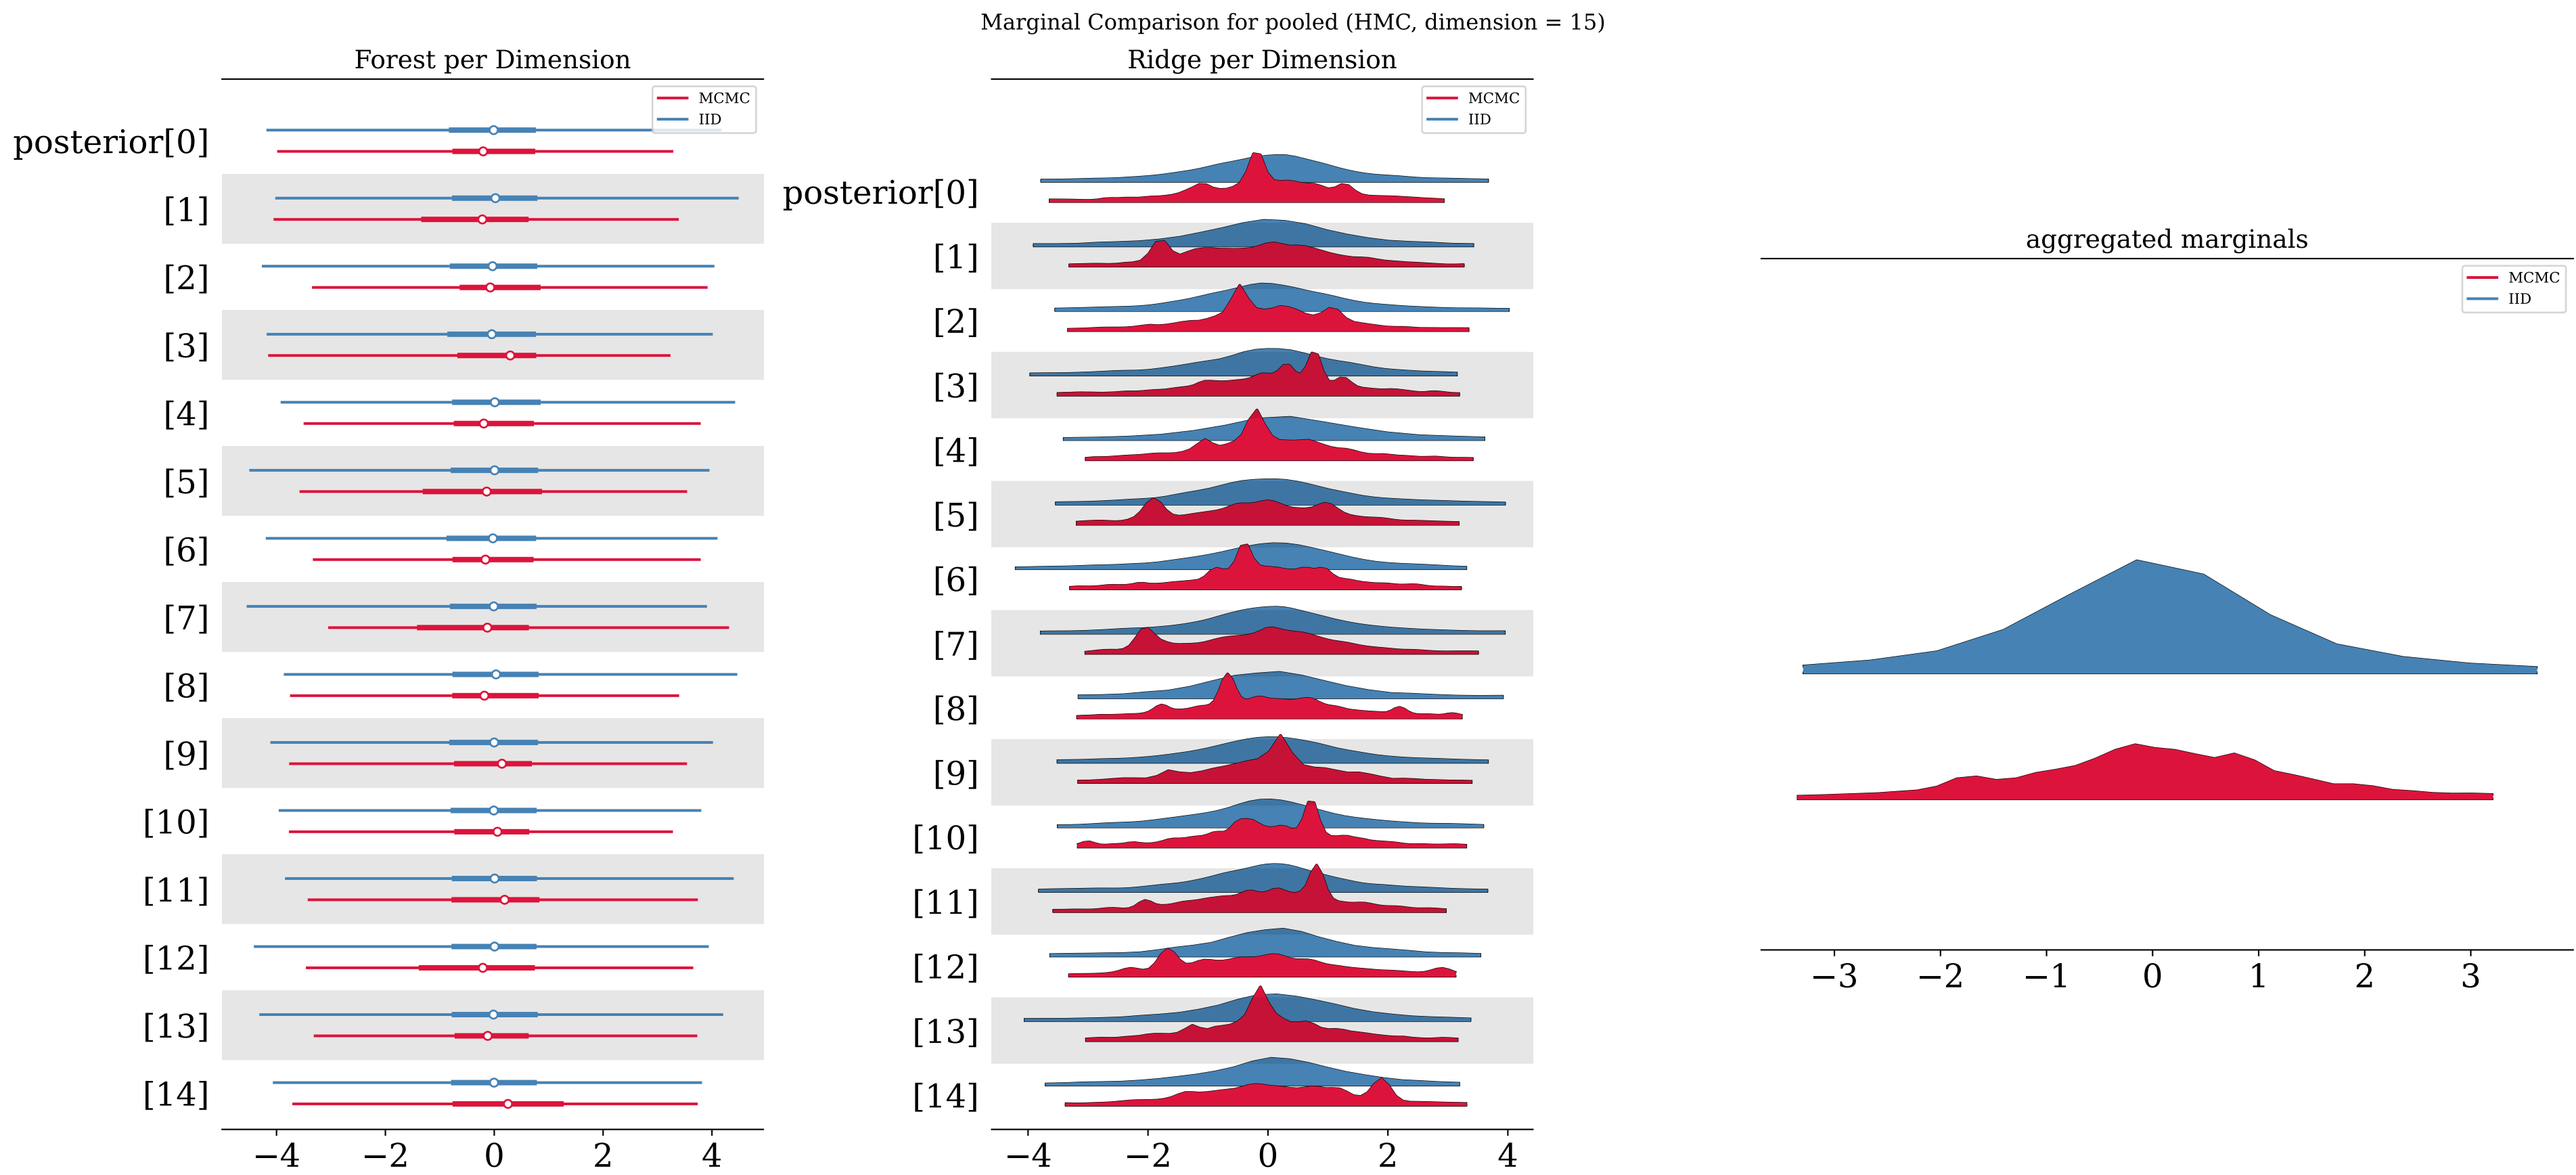 Marginal Comparison for pooled (HMC, dimension = 15)
Forest per Dimension
MCMC
IID
posterior[0]
[1]
[2]
[3]
[4]
[5]
[6]
[7]
[8]
[9]
[10]
[11]
[12]
[13]
[14]
−4 −2 0 2 4
Ridge per Dimension
MCMC
IID
posterior[0]
[1]
[2]
[3]
[4]
[5]
[6]
[7]
[8]
[9]
[10]
[11]
[12]
[13]
[14]
−4 −2 0 2 4
aggregated marginals
MCMC
IID
−3 −2 −1 0 1 2 3